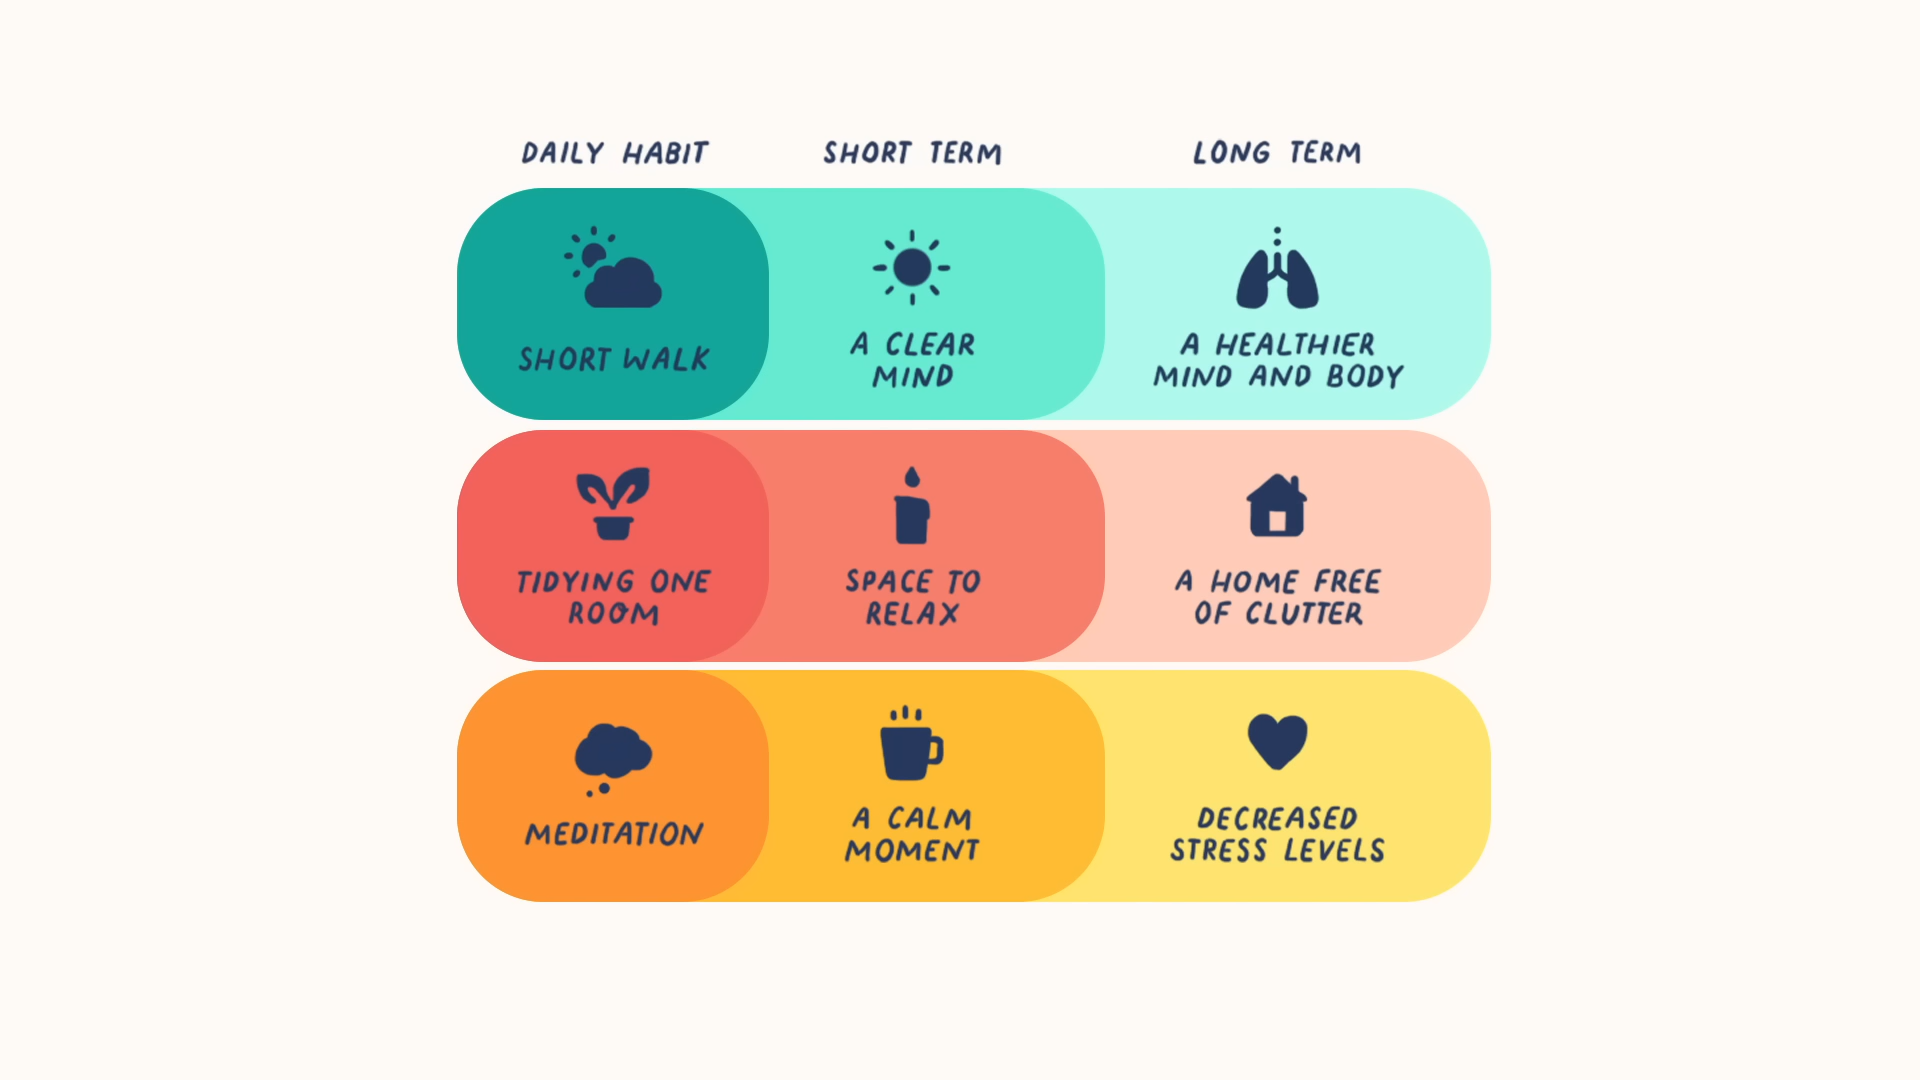 DAILY HABIT
SHORT TERM
LONG TERM
SHORT WALK
A CLEAR
MIND
A HEALTHIER
MIND AND BODY
TIDYING ONE
ROOM
SPACE TO
RELAX
A HOME FREE
OF CLUTTER
MEDITATION
A CALM
MOMENT
DECREASED
STRESS LEVELS